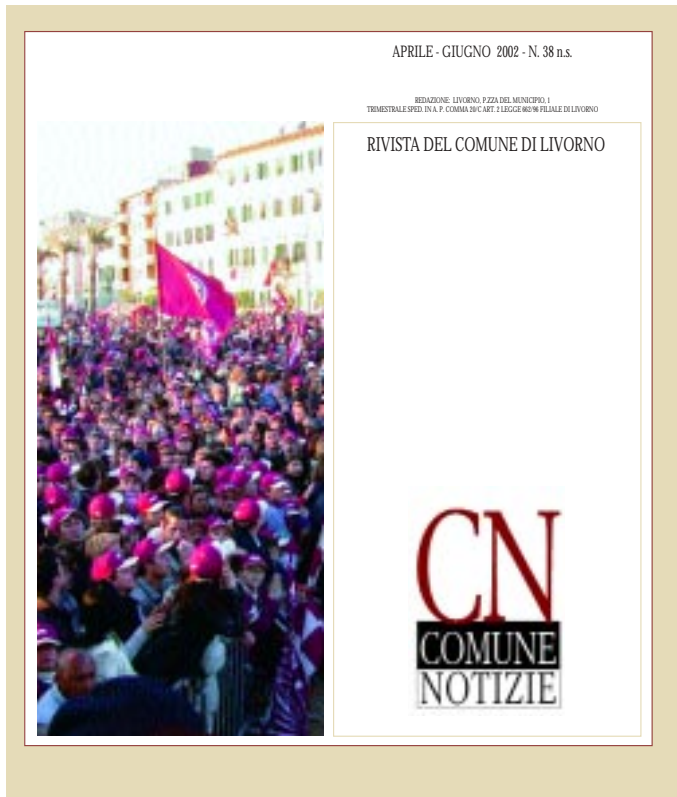 APRILE - GIUGNO 2002 - N. 38 n.s.
REDAZIONE: LIVORNO, P.ZZA DEL MUNICIPIO, 1
TRIMESTRALE SPED. IN A. P. COMMA 20/C ART. 2 LEGGE 662/96 FILIALE DI LIVORNO
RIVISTA DEL COMUNE DI LIVORNO
CN
COMUNE
NOTIZIE